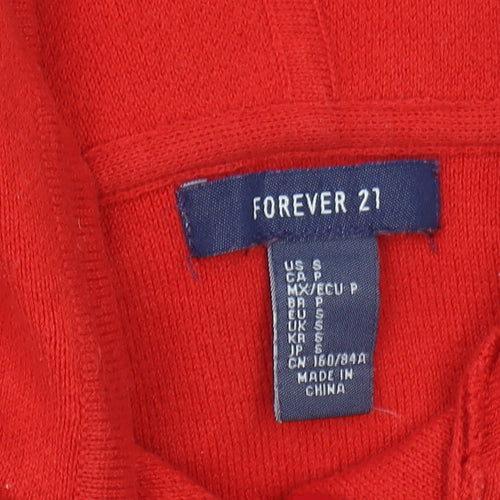 FOREVER 21
US S
CA P
MX/ECU P
BR P
EU S
UK S
KR S
JP S
CN 160/84A
MADE IN
CHINA